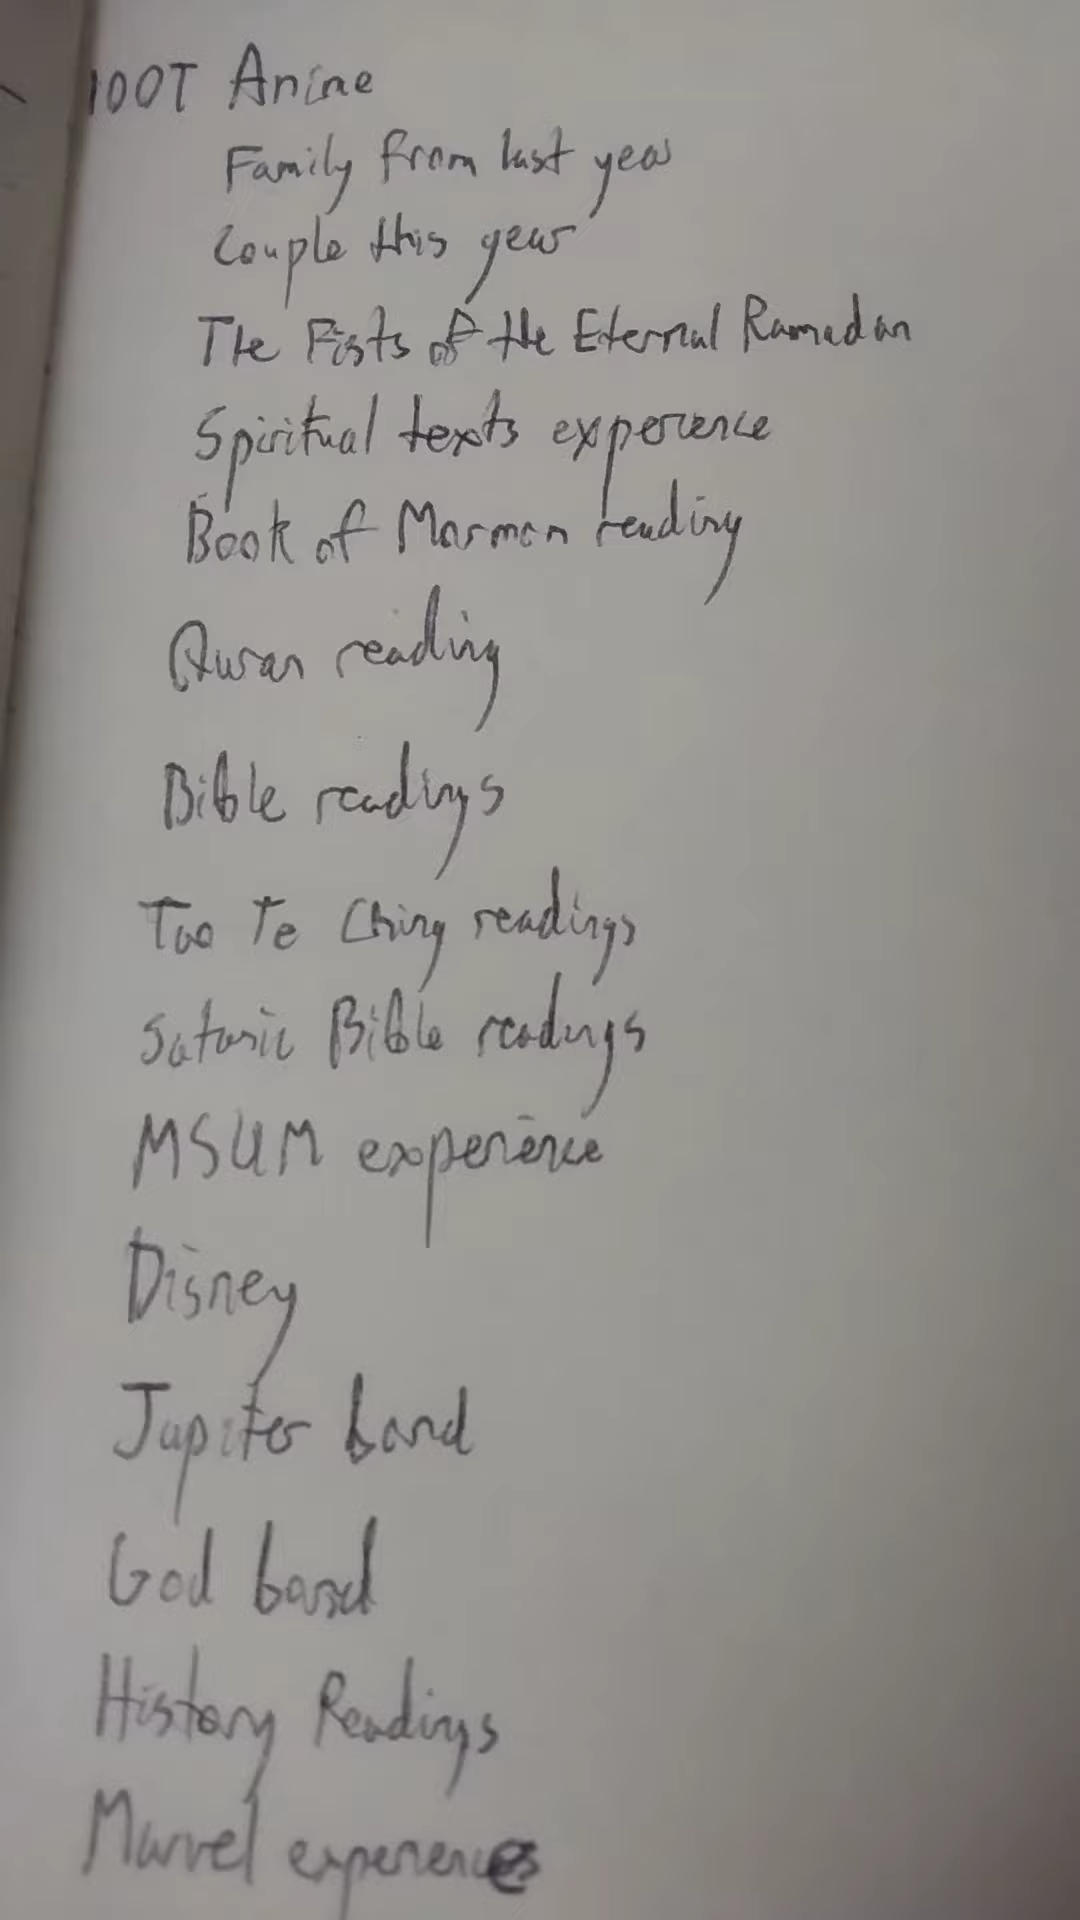 100T Anime
Family from last year
Couple this year
The Fists of the Eternal Ramadan
Spiritual texts experience
Book of Mormon reading
Quran reading
Bible readings
Tao Te Ching readings
Satanic Bible readings
MSUM experience
Disney
Jupiter band
God band
History Readings
Marvel experiences